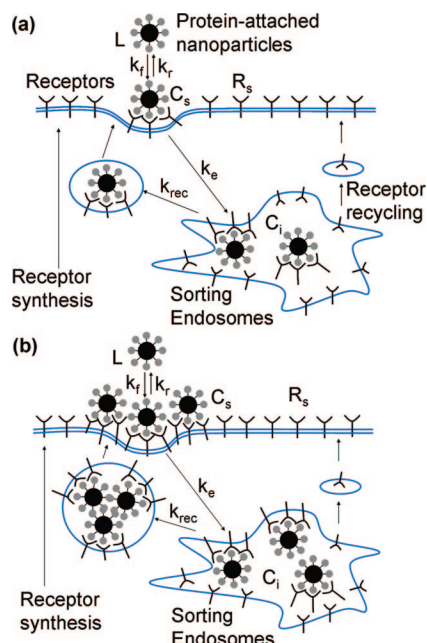 (a)
Protein-attached
nanoparticles
L
kf kr
Receptors
Cs
Rs
ke
krec
Receptor
recycling
Ci
Receptor
synthesis
Sorting
Endosomes
(b)
L
kf kr
Cs
Rs
ke
krec
Ci
Receptor
synthesis
Sorting
Endosomes